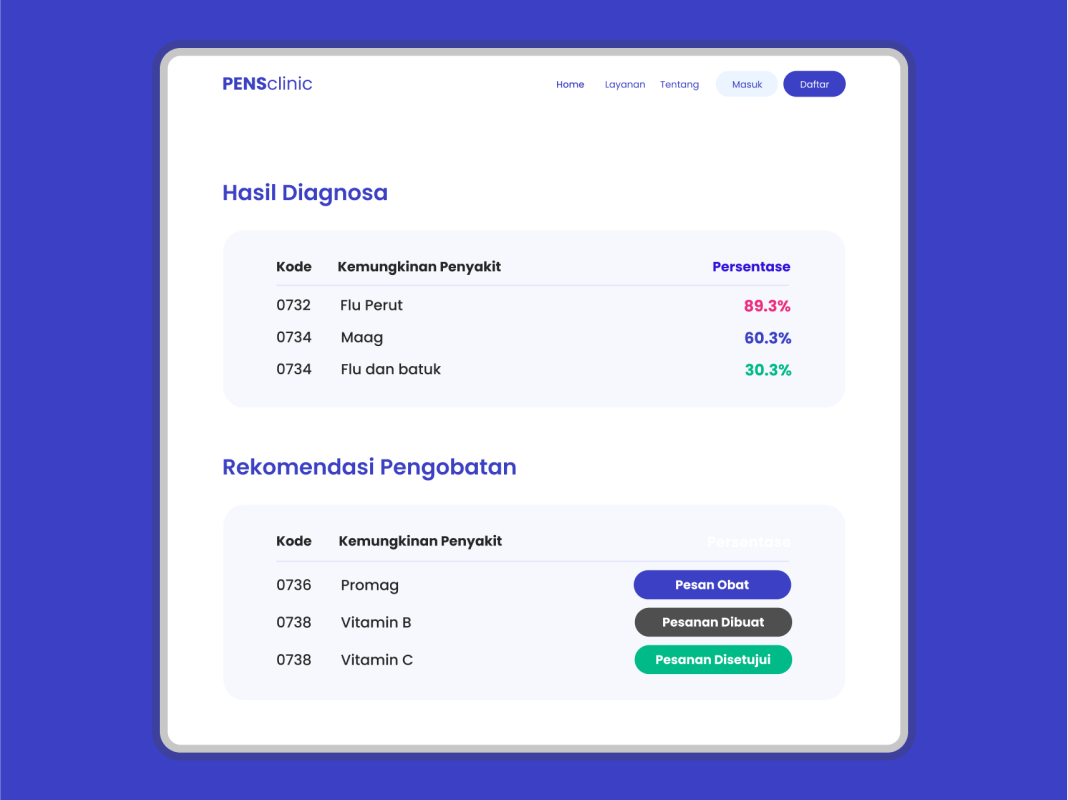 PENSclinic Home Layanan Tentang Masuk Daftar
Hasil Diagnosa
Kode Kemungkinan Penyakit Persentase
0732 Flu Perut 89.3%
0734 Maag 60.3%
0734 Flu dan batuk 30.3%
Rekomendasi Pengobatan
Kode Kemungkinan Penyakit Persentase
0736 Promag Pesan Obat
0738 Vitamin B Pesanan Dibuat
0738 Vitamin C Pesanan Disetujui